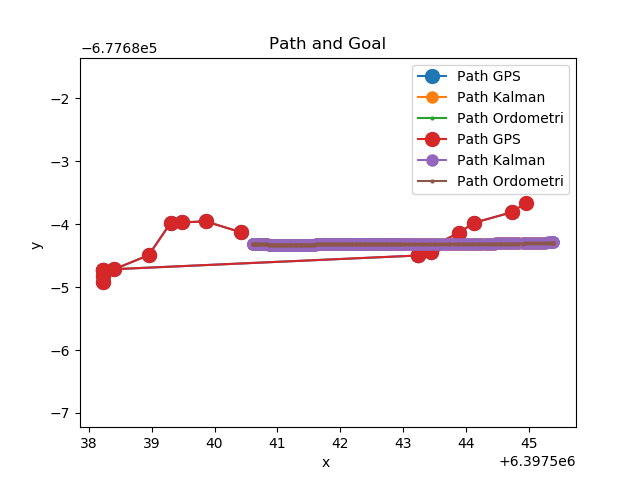 Path and Goal
−6.7768e5
Path GPS
Path Kalman
Path Ordometri
Path GPS
Path Kalman
Path Ordometri
−2
−3
−4
−5
−6
−7
y
38 39 40 41 42 43 44 45
x
+6.3975e6